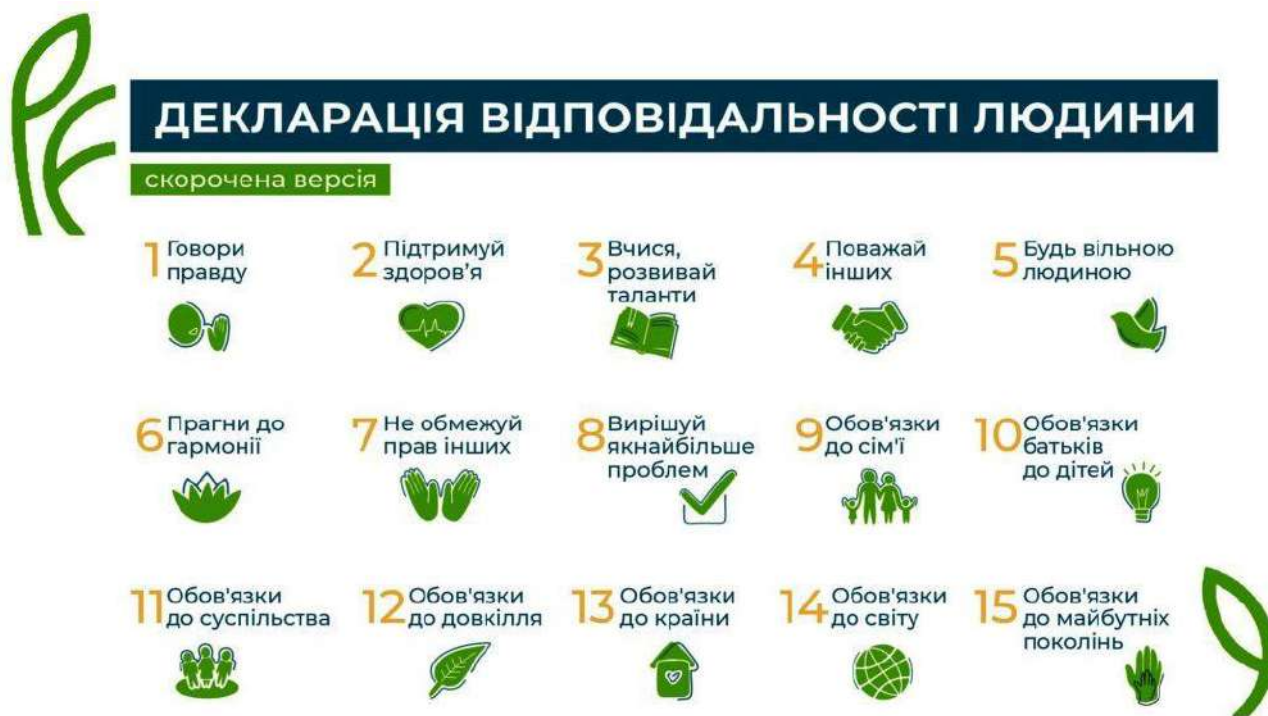 ДЕКЛАРАЦІЯ ВІДПОВІДАЛЬНОСТІ ЛЮДИНИ
скорочена версія
1 Говори
правду
2 Підтримуй
здоров'я
3 Вчися,
розвивай
таланти
4 Поважай
інших
5 Будь вільною
людиною
6 Прагни до
гармонії
7 Не обмежуй
прав інших
8 Вирішуй
якнайбільше
проблем
9 Обов'язки
до сім'ї
10 Обов'язки
батьків
до дітей
11 Обов'язки
до суспільства
12 Обов'язки
до довкілля
13 Обов'язки
до країни
14 Обов'язки
до світу
15 Обов'язки
до майбутніх
поколінь